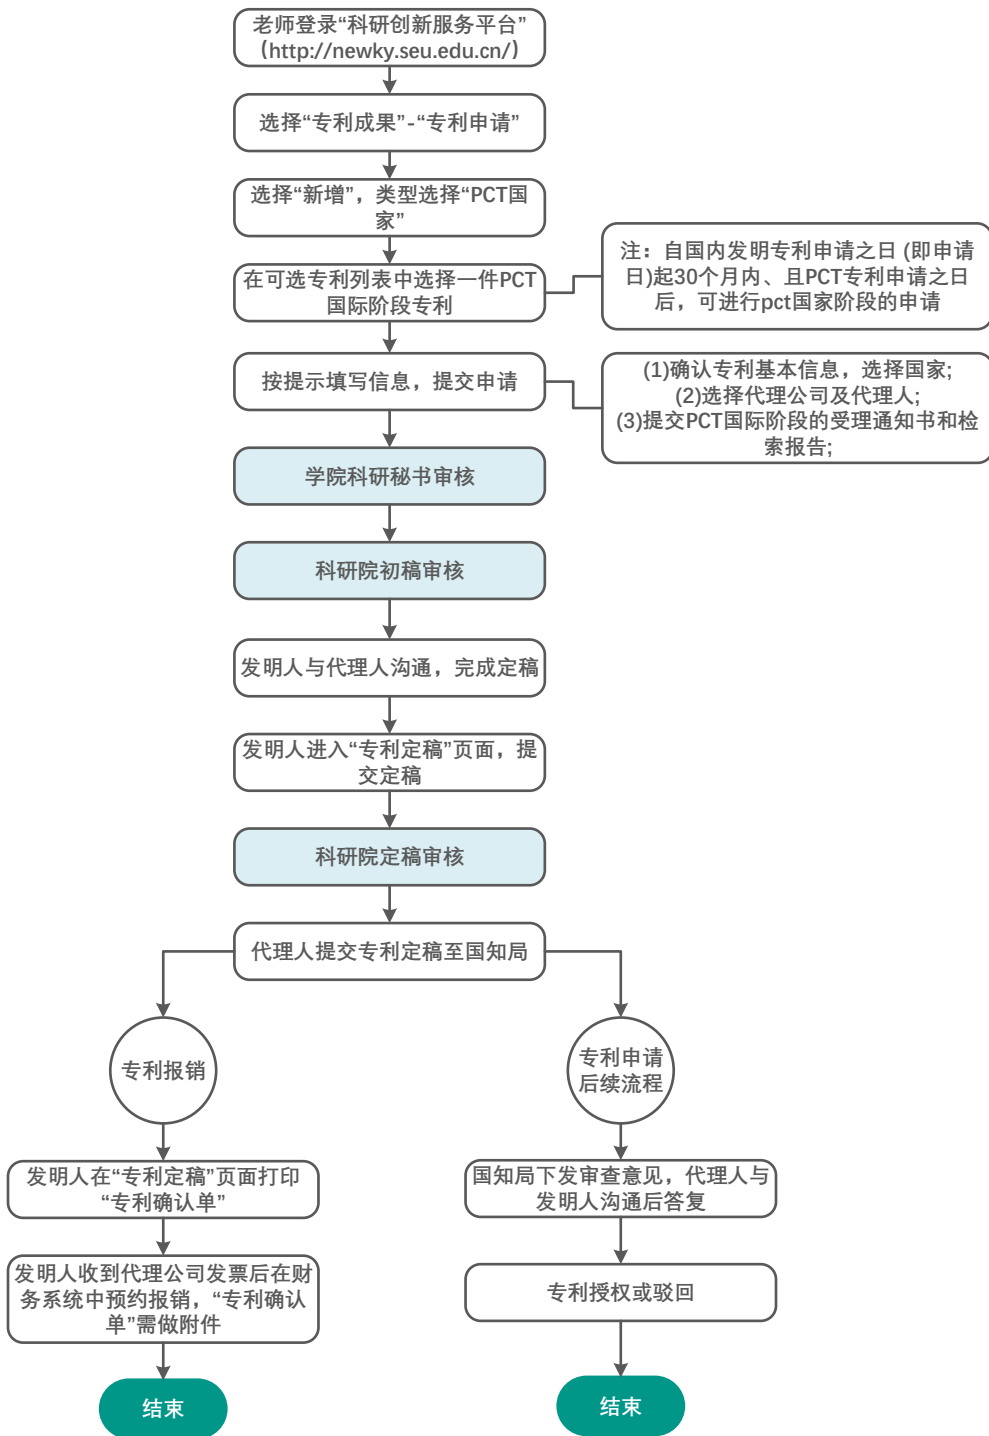 老师登录“科研创新服务平台”
(http://newky.seu.edu.cn/)
选择“专利成果”-“专利申请”
选择“新增”，类型选择“PCT国
家”
在可选专利列表中选择一件PCT
国际阶段专利
注：自国内发明专利申请之日 (即申请
日)起30个月内、且PCT专利申请之日
后，可进行pct国家阶段的申请
按提示填写信息，提交申请
(1)确认专利基本信息，选择国家;
(2)选择代理公司及代理人;
(3)提交PCT国际阶段的受理通知书和检
索报告;
学院科研秘书审核
科研院初稿审核
发明人与代理人沟通，完成定稿
发明人进入“专利定稿”页面，提
交定稿
科研院定稿审核
代理人提交专利定稿至国知局
专利报销
发明人在“专利定稿”页面打印
“专利确认单”
发明人收到代理公司发票后在财
务系统中预约报销，“专利确认
单”需做附件
结束
专利申请
后续流程
国知局下发审查意见，代理人与
发明人沟通后答复
专利授权或驳回
结束